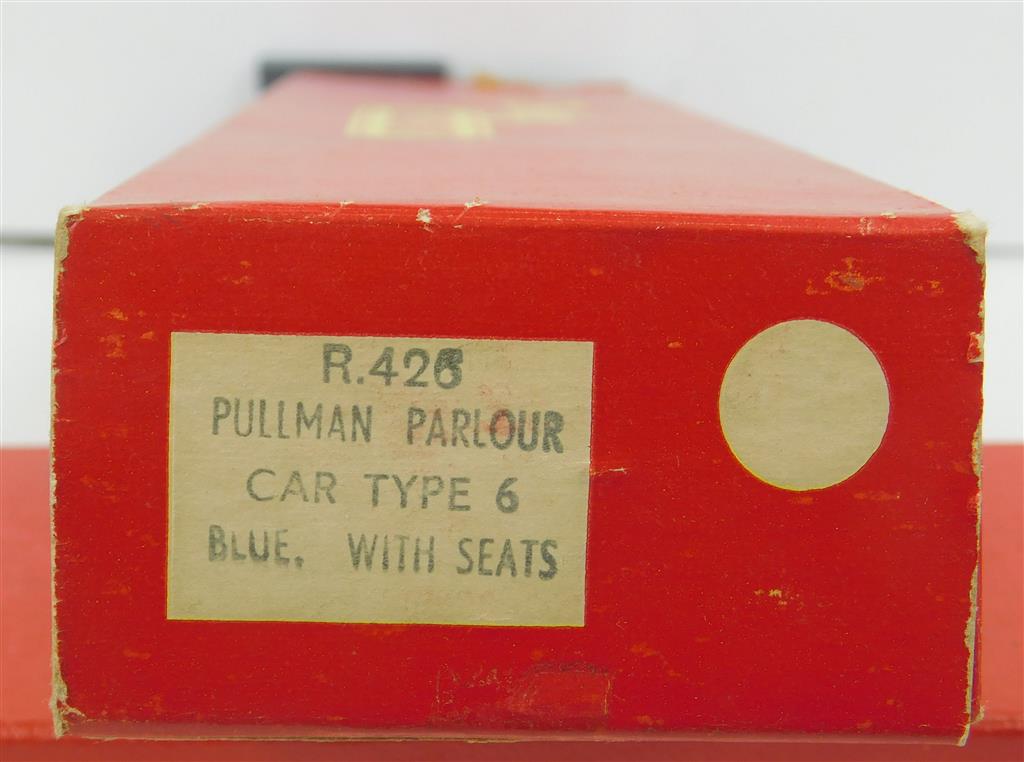 R.426
PULLMAN PARLOUR
CAR TYPE 6
BLUE. WITH SEATS